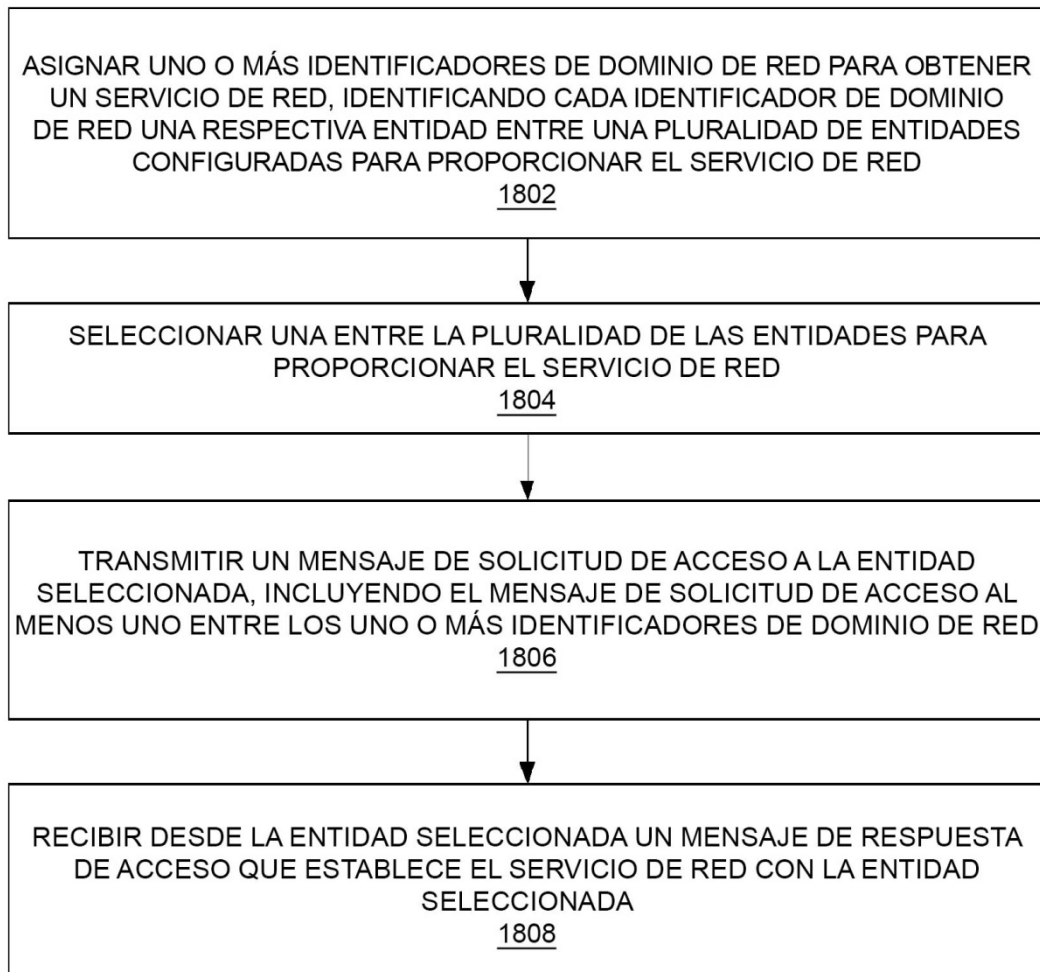 ASIGNAR UNO O MÁS IDENTIFICADORES DE DOMINIO DE RED PARA OBTENER
UN SERVICIO DE RED, IDENTIFICANDO CADA IDENTIFICADOR DE DOMINIO
DE RED UNA RESPECTIVA ENTIDAD ENTRE UNA PLURALIDAD DE ENTIDADES
CONFIGURADAS PARA PROPORCIONAR EL SERVICIO DE RED
1802
SELECCIONAR UNA ENTRE LA PLURALIDAD DE LAS ENTIDADES PARA
PROPORCIONAR EL SERVICIO DE RED
1804
TRANSMITIR UN MENSAJE DE SOLICITUD DE ACCESO A LA ENTIDAD
SELECCIONADA, INCLUYENDO EL MENSAJE DE SOLICITUD DE ACCESO AL
MENOS UNO ENTRE LOS UNO O MÁS IDENTIFICADORES DE DOMINIO DE RED
1806
RECIBIR DESDE LA ENTIDAD SELECCIONADA UN MENSAJE DE RESPUESTA
DE ACCESO QUE ESTABLECE EL SERVICIO DE RED CON LA ENTIDAD
SELECCIONADA
1808